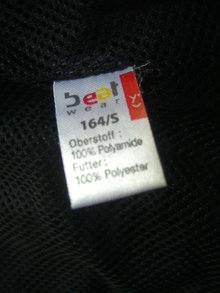 beat
wear
164/S
Oberstoff :
100% Polyamide
Futter :
100% Polyester